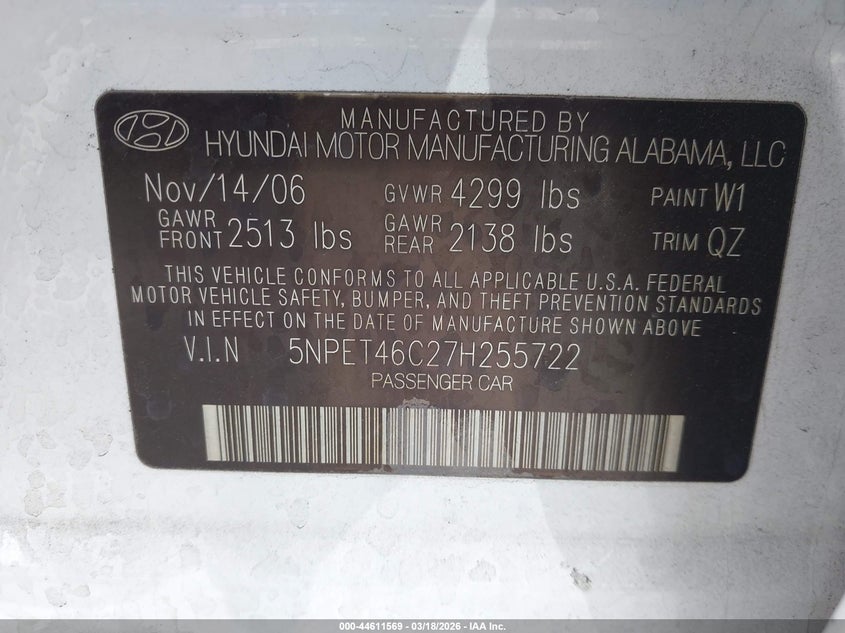 MANUFACTURED BY
HYUNDAI MOTOR MANUFACTURING ALABAMA, LLC
Nov/14/06 GVWR 4299 lbs PAINT W1
GAWR FRONT 2513 lbs GAWR REAR 2138 lbs TRIM QZ
THIS VEHICLE CONFORMS TO ALL APPLICABLE U.S.A. FEDERAL
MOTOR VEHICLE SAFETY, BUMPER, AND THEFT PREVENTION STANDARDS
IN EFFECT ON THE DATE OF MANUFACTURE SHOWN ABOVE
V.I.N 5NPET46C27H255722
PASSENGER CAR
000-44611569 | 03/18/2026 | IAA Inc.